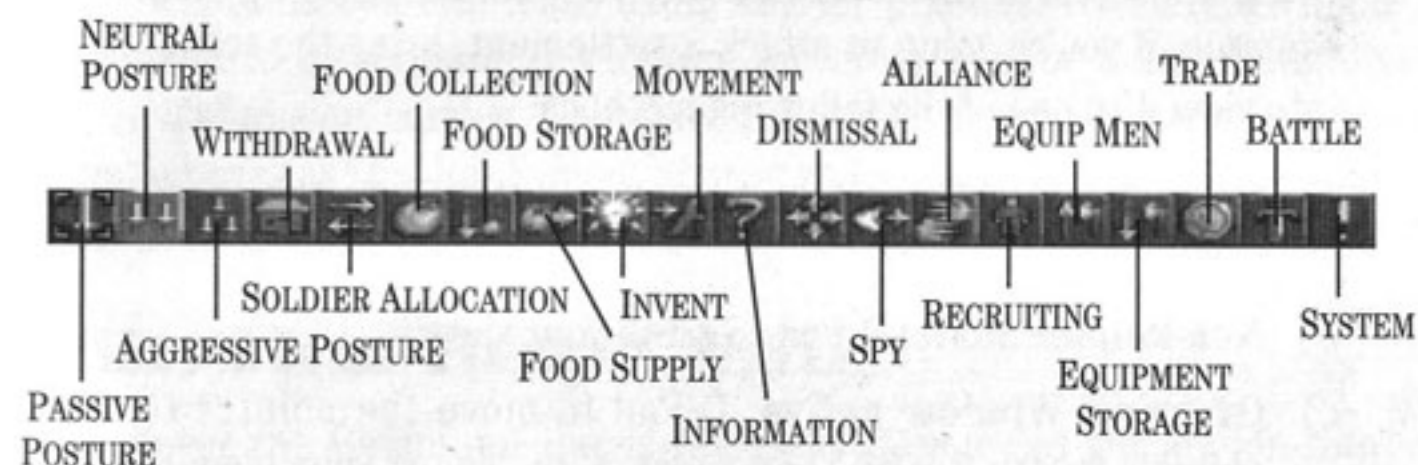 NEUTRAL
POSTURE
FOOD COLLECTION
MOVEMENT
ALLIANCE
TRADE
WITHDRAWAL
FOOD STORAGE
DISMISSAL
EQUIP MEN
BATTLE
SOLDIER ALLOCATION
INVENT
RECRUITING
SYSTEM
AGGRESSIVE POSTURE
FOOD SUPPLY
SPY
EQUIPMENT
STORAGE
PASSIVE
POSTURE
INFORMATION